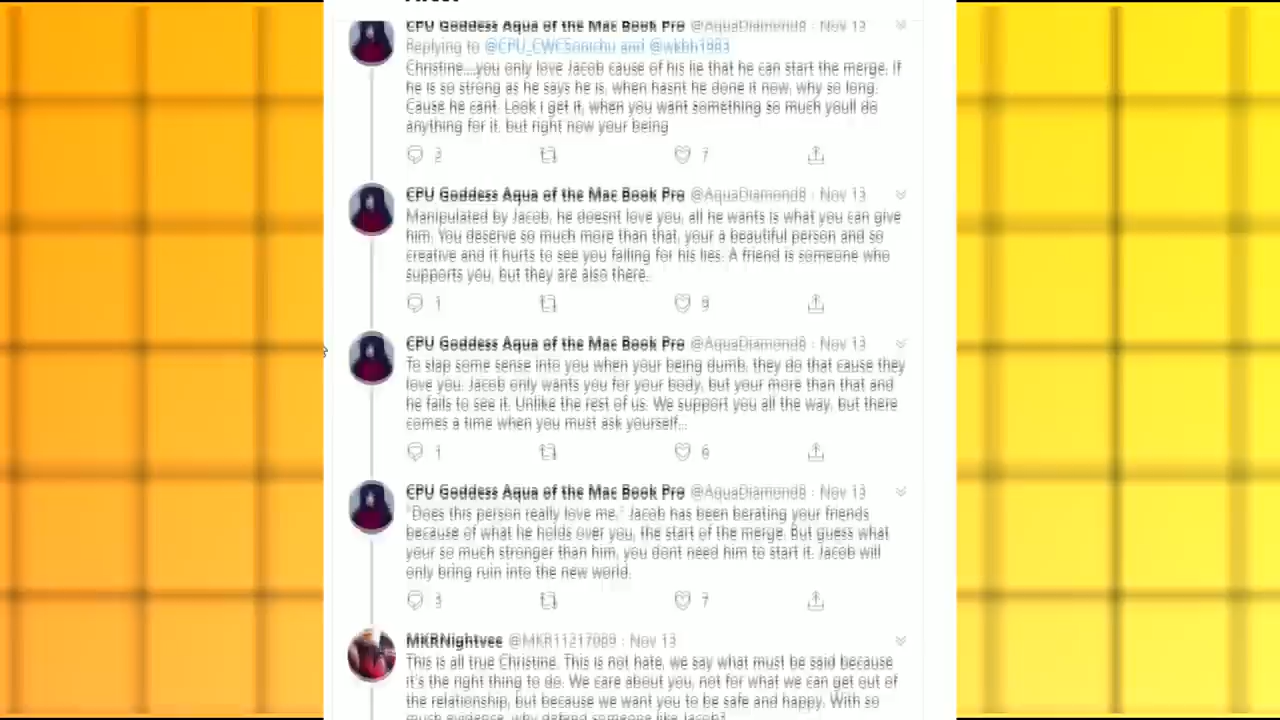 CPU Goddess Aqua of the Mac Book Pro @AquaDiamond8 · Nov 13
Replying to @CPU_CWCSonichu and @wkhh1983
Christine....you only love Jacob cause of his lie that he can start the merge. If
he is so strong as he says he is, when hasnt he done it now, why so long.
Cause he cant. Look i get it, when you want something so much youll do
anything for it. but right now your being
2 7
CPU Goddess Aqua of the Mac Book Pro @AquaDiamond8 · Nov 13
Manipulated by Jacob, he doesnt love you, all he wants is what you can give
him. You deserve so much more than that, your a beautiful person and so
creative and it hurts to see you falling for his lies. A friend is someone who
supports you, but they are also there.
1 9
CPU Goddess Aqua of the Mac Book Pro @AquaDiamond8 · Nov 13
To slap some sense into you when your being dumb, they do that cause they
love you. Jacob only wants you for your body, but your more than that and
he fails to see it. Unlike the rest of us. We support you all the way, but there
comes a time when you must ask yourself...
1 6
CPU Goddess Aqua of the Mac Book Pro @AquaDiamond8 · Nov 13
"Does this person really love me." Jacob has been berating your friends
because of what he holds over you, the start of the merge. But guess what
your so much stronger than him, you dont need him to start it. Jacob will
only bring ruin into the new world.
3 7
MKRNightvee @MKR11217089 · Nov 13
This is all true Christine. This is not hate, we say what must be said because
it's the right thing to do. We care about you, not for what we can get out of
the relationship, but because we want you to be safe and happy. With so
much evidence, why defend someone like Jacob?